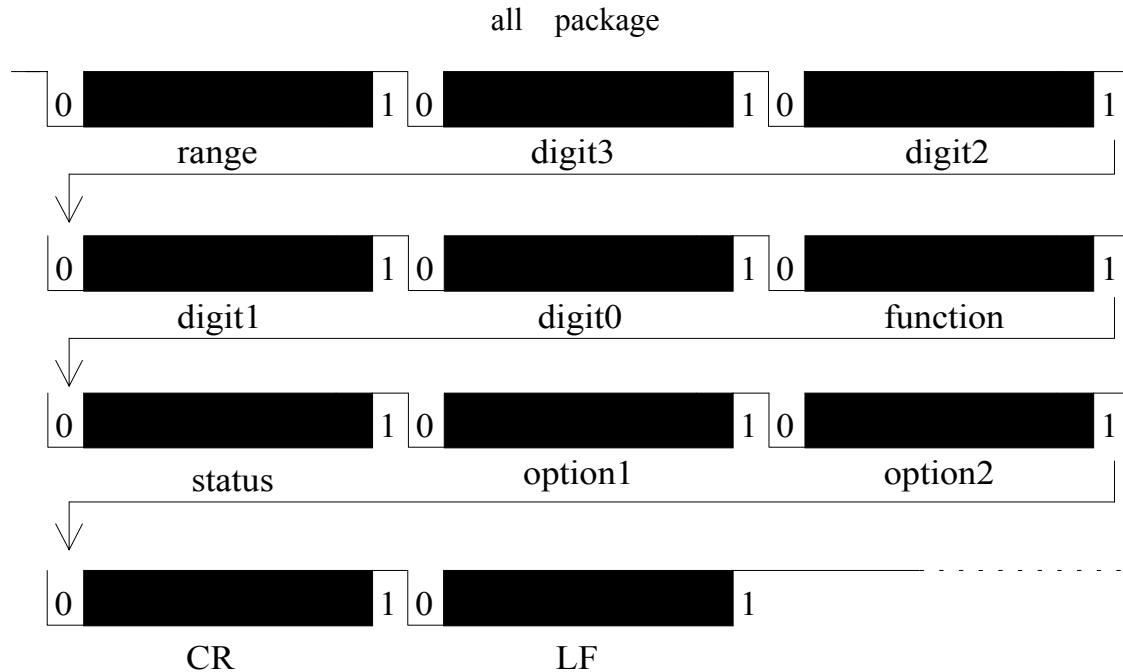 all package
0 1 0 1 0 1
range digit3 digit2
0 1 0 1 0 1
digit1 digit0 function
0 1 0 1 0 1
status option1 option2
0 1 0 1
CR LF